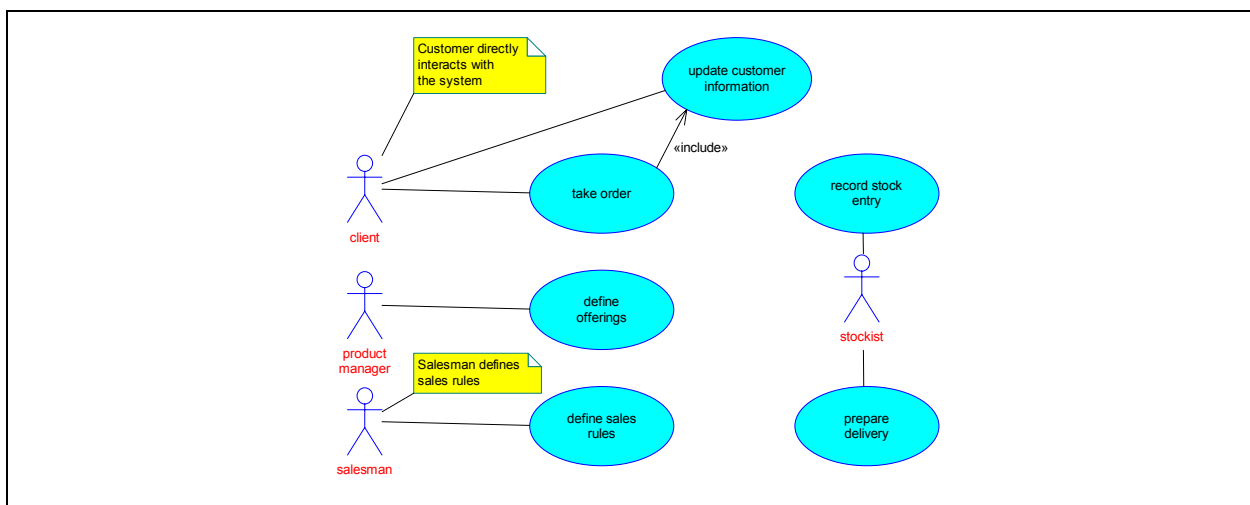 Customer directly
interacts with
the system
update customer
information
«include»
client
take order
record stock
entry
product
manager
define
offerings
stockist
Salesman defines
sales rules
salesman
define sales
rules
prepare
delivery